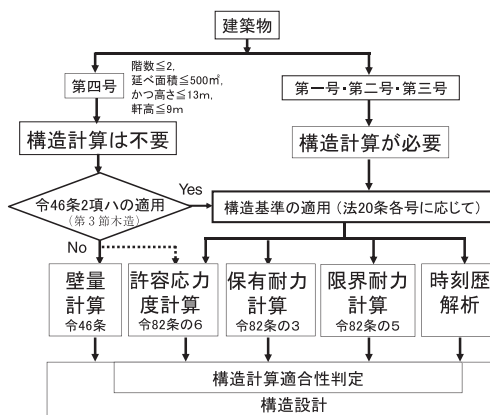 建築物
第四号
階数≦2,
延べ面積≦500㎡,
かつ高さ≦13m,
軒高≦9m
第一号・第二号・第三号
構造計算は不要
構造計算が必要
令46条2項ハの適用
(第3節木造)
Yes
No
構造基準の適用 (法20条各号に応じて)
壁量
計算
令46条
許容応力
度計算
令82条の6
保有耐力
計算
令82条の3
限界耐力
計算
令82条の5
時刻歴
解析
構造計算適合性判定
構造設計